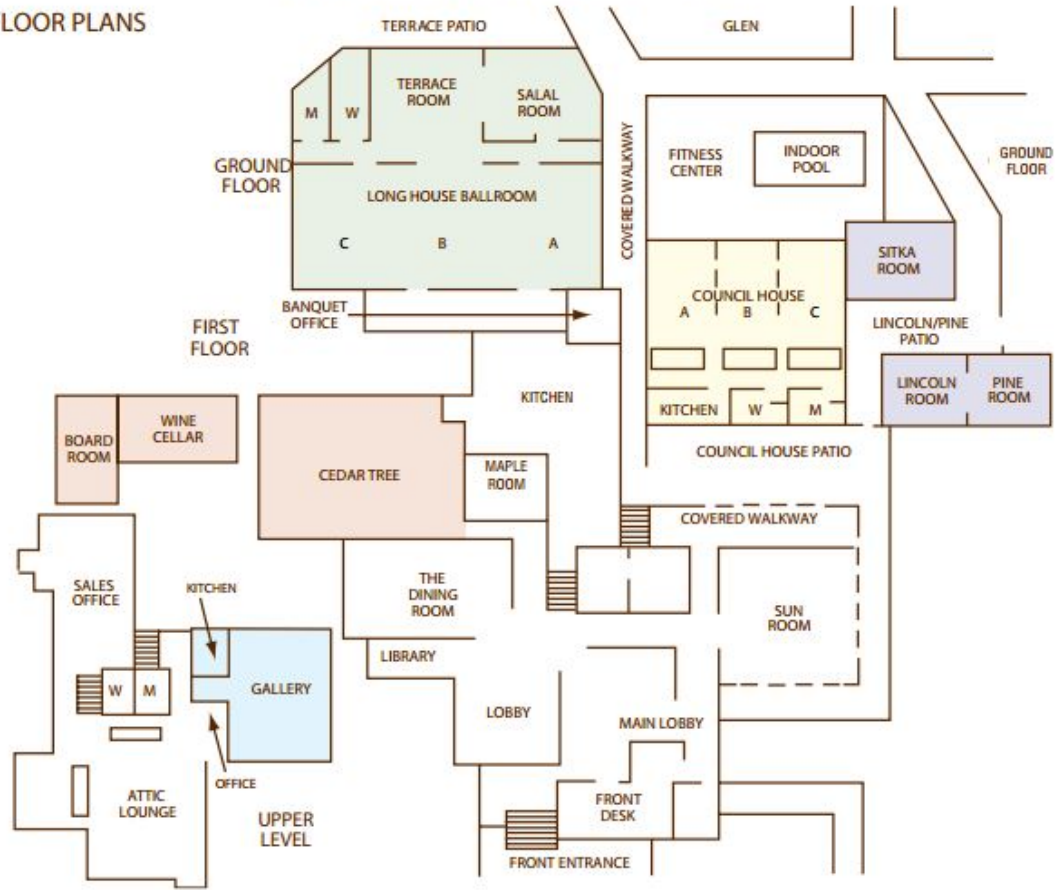 LOOR PLANS
TERRACE PATIO
GLEN
TERRACE
ROOM
SALAL
ROOM
M
W
GROUND
FLOOR
LONG HOUSE BALLROOM
C
B
A
COVERED WALKWAY
FITNESS
CENTER
INDOOR
POOL
GROUND
FLOOR
SITKA
ROOM
COUNCIL HOUSE
A
B
C
BANQUET
OFFICE
LINCOLN/PINE
PATIO
FIRST
FLOOR
KITCHEN
LINCOLN
ROOM
PINE
ROOM
KITCHEN
W
M
COUNCIL HOUSE PATIO
BOARD
ROOM
WINE
CELLAR
CEDAR TREE
MAPLE
ROOM
COVERED WALKWAY
SALES
OFFICE
KITCHEN
THE
DINING
ROOM
SUN
ROOM
LIBRARY
W
M
GALLERY
LOBBY
MAIN LOBBY
OFFICE
ATTIC
LOUNGE
UPPER
LEVEL
FRONT
DESK
FRONT ENTRANCE